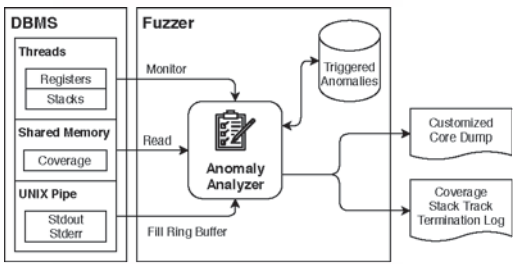 DBMS
Threads
Registers
Stacks
Shared Memory
Coverage
UNIX Pipe
Stdout
Stderr
Fuzzer
Monitor
Read
Fill Ring Buffer
Anomaly
Analyzer
Triggered
Anomalies
Customized
Core Dump
Coverage
Stack Track
Termination Log